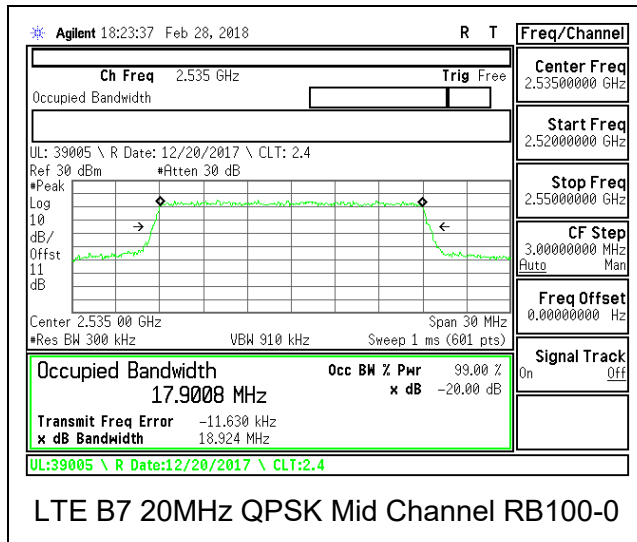 Agilent 18:23:37 Feb 28, 2018 R T
Freq/Channel
Ch Freq 2.535 GHz Trig Free
Occupied Bandwidth
Center Freq
2.53500000 GHz
Start Freq
2.52000000 GHz
Stop Freq
2.55000000 GHz
CF Step
3.00000000 MHz
Auto Man
Freq Offset
0.00000000 Hz
Signal Track
On Off
UL: 39005 \ R Date: 12/20/2017 \ CLT: 2.4
Ref 30 dBm #Atten 30 dB
#Peak
Log
10
dB/
Offst
11
dB
Center 2.535 00 GHz Span 30 MHz
#Res BW 300 kHz VBW 910 kHz Sweep 1 ms (601 pts)
Occupied Bandwidth Occ BW % Pwr 99.00 %
17.9008 MHz x dB -20.00 dB
Transmit Freq Error -11.630 kHz
x dB Bandwidth 18.924 MHz
UL:39005 \ R Date:12/20/2017 \ CLT:2.4
LTE B7 20MHz QPSK Mid Channel RB100-0